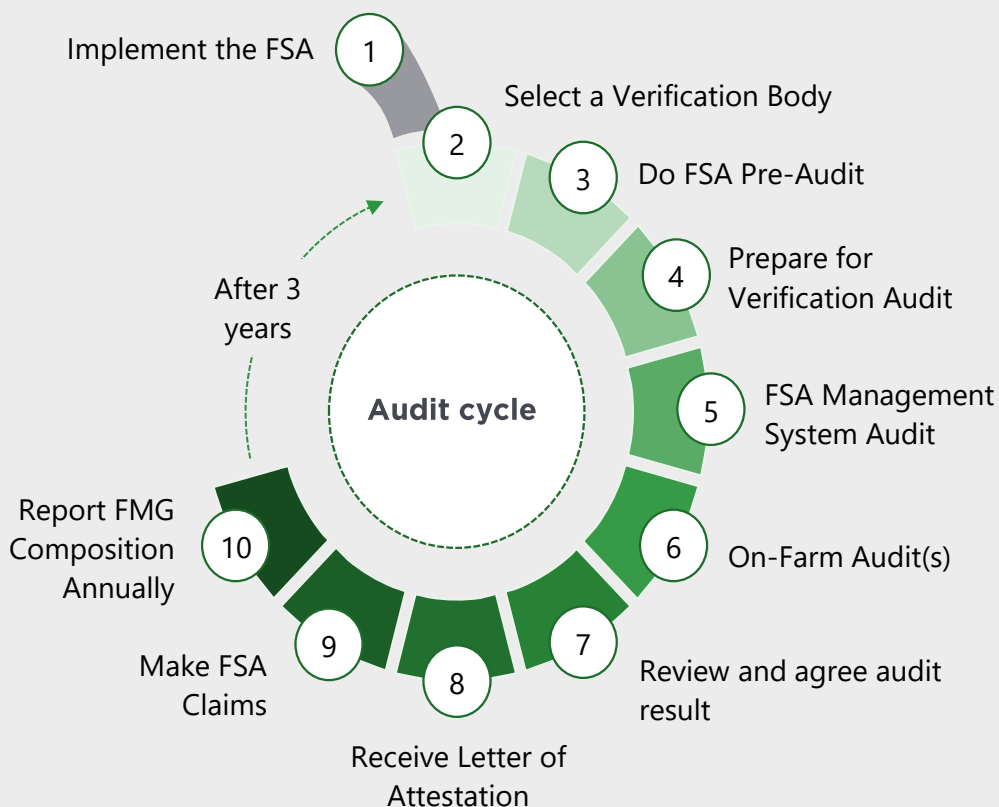 Implement the FSA
1
2
Select a Verification Body
3
Do FSA Pre-Audit
4
Prepare for
Verification Audit
5
FSA Management
System Audit
6
On-Farm Audit(s)
7
Review and agree audit
result
8
Receive Letter of
Attestation
9
Make FSA
Claims
10
Report FMG
Composition
Annually
After 3
years
Audit cycle